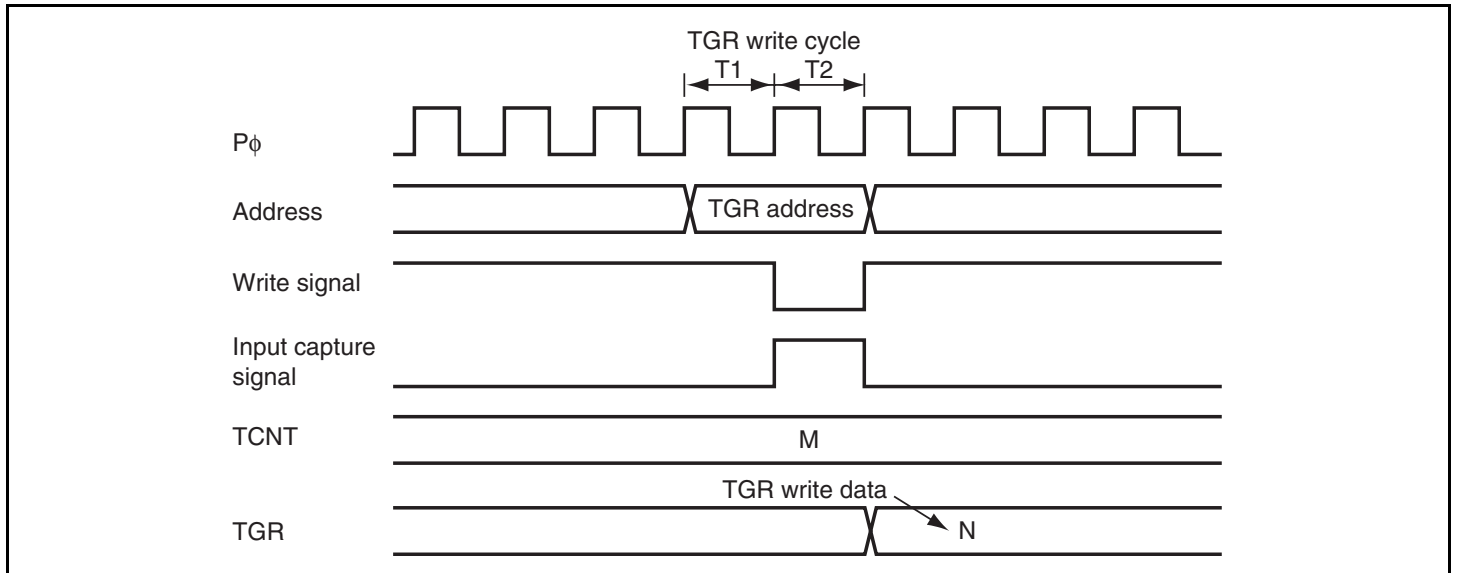 TGR write cycle
T1 T2
Pϕ
Address TGR address
Write signal
Input capture
signal
TCNT M
TGR write data
TGR N